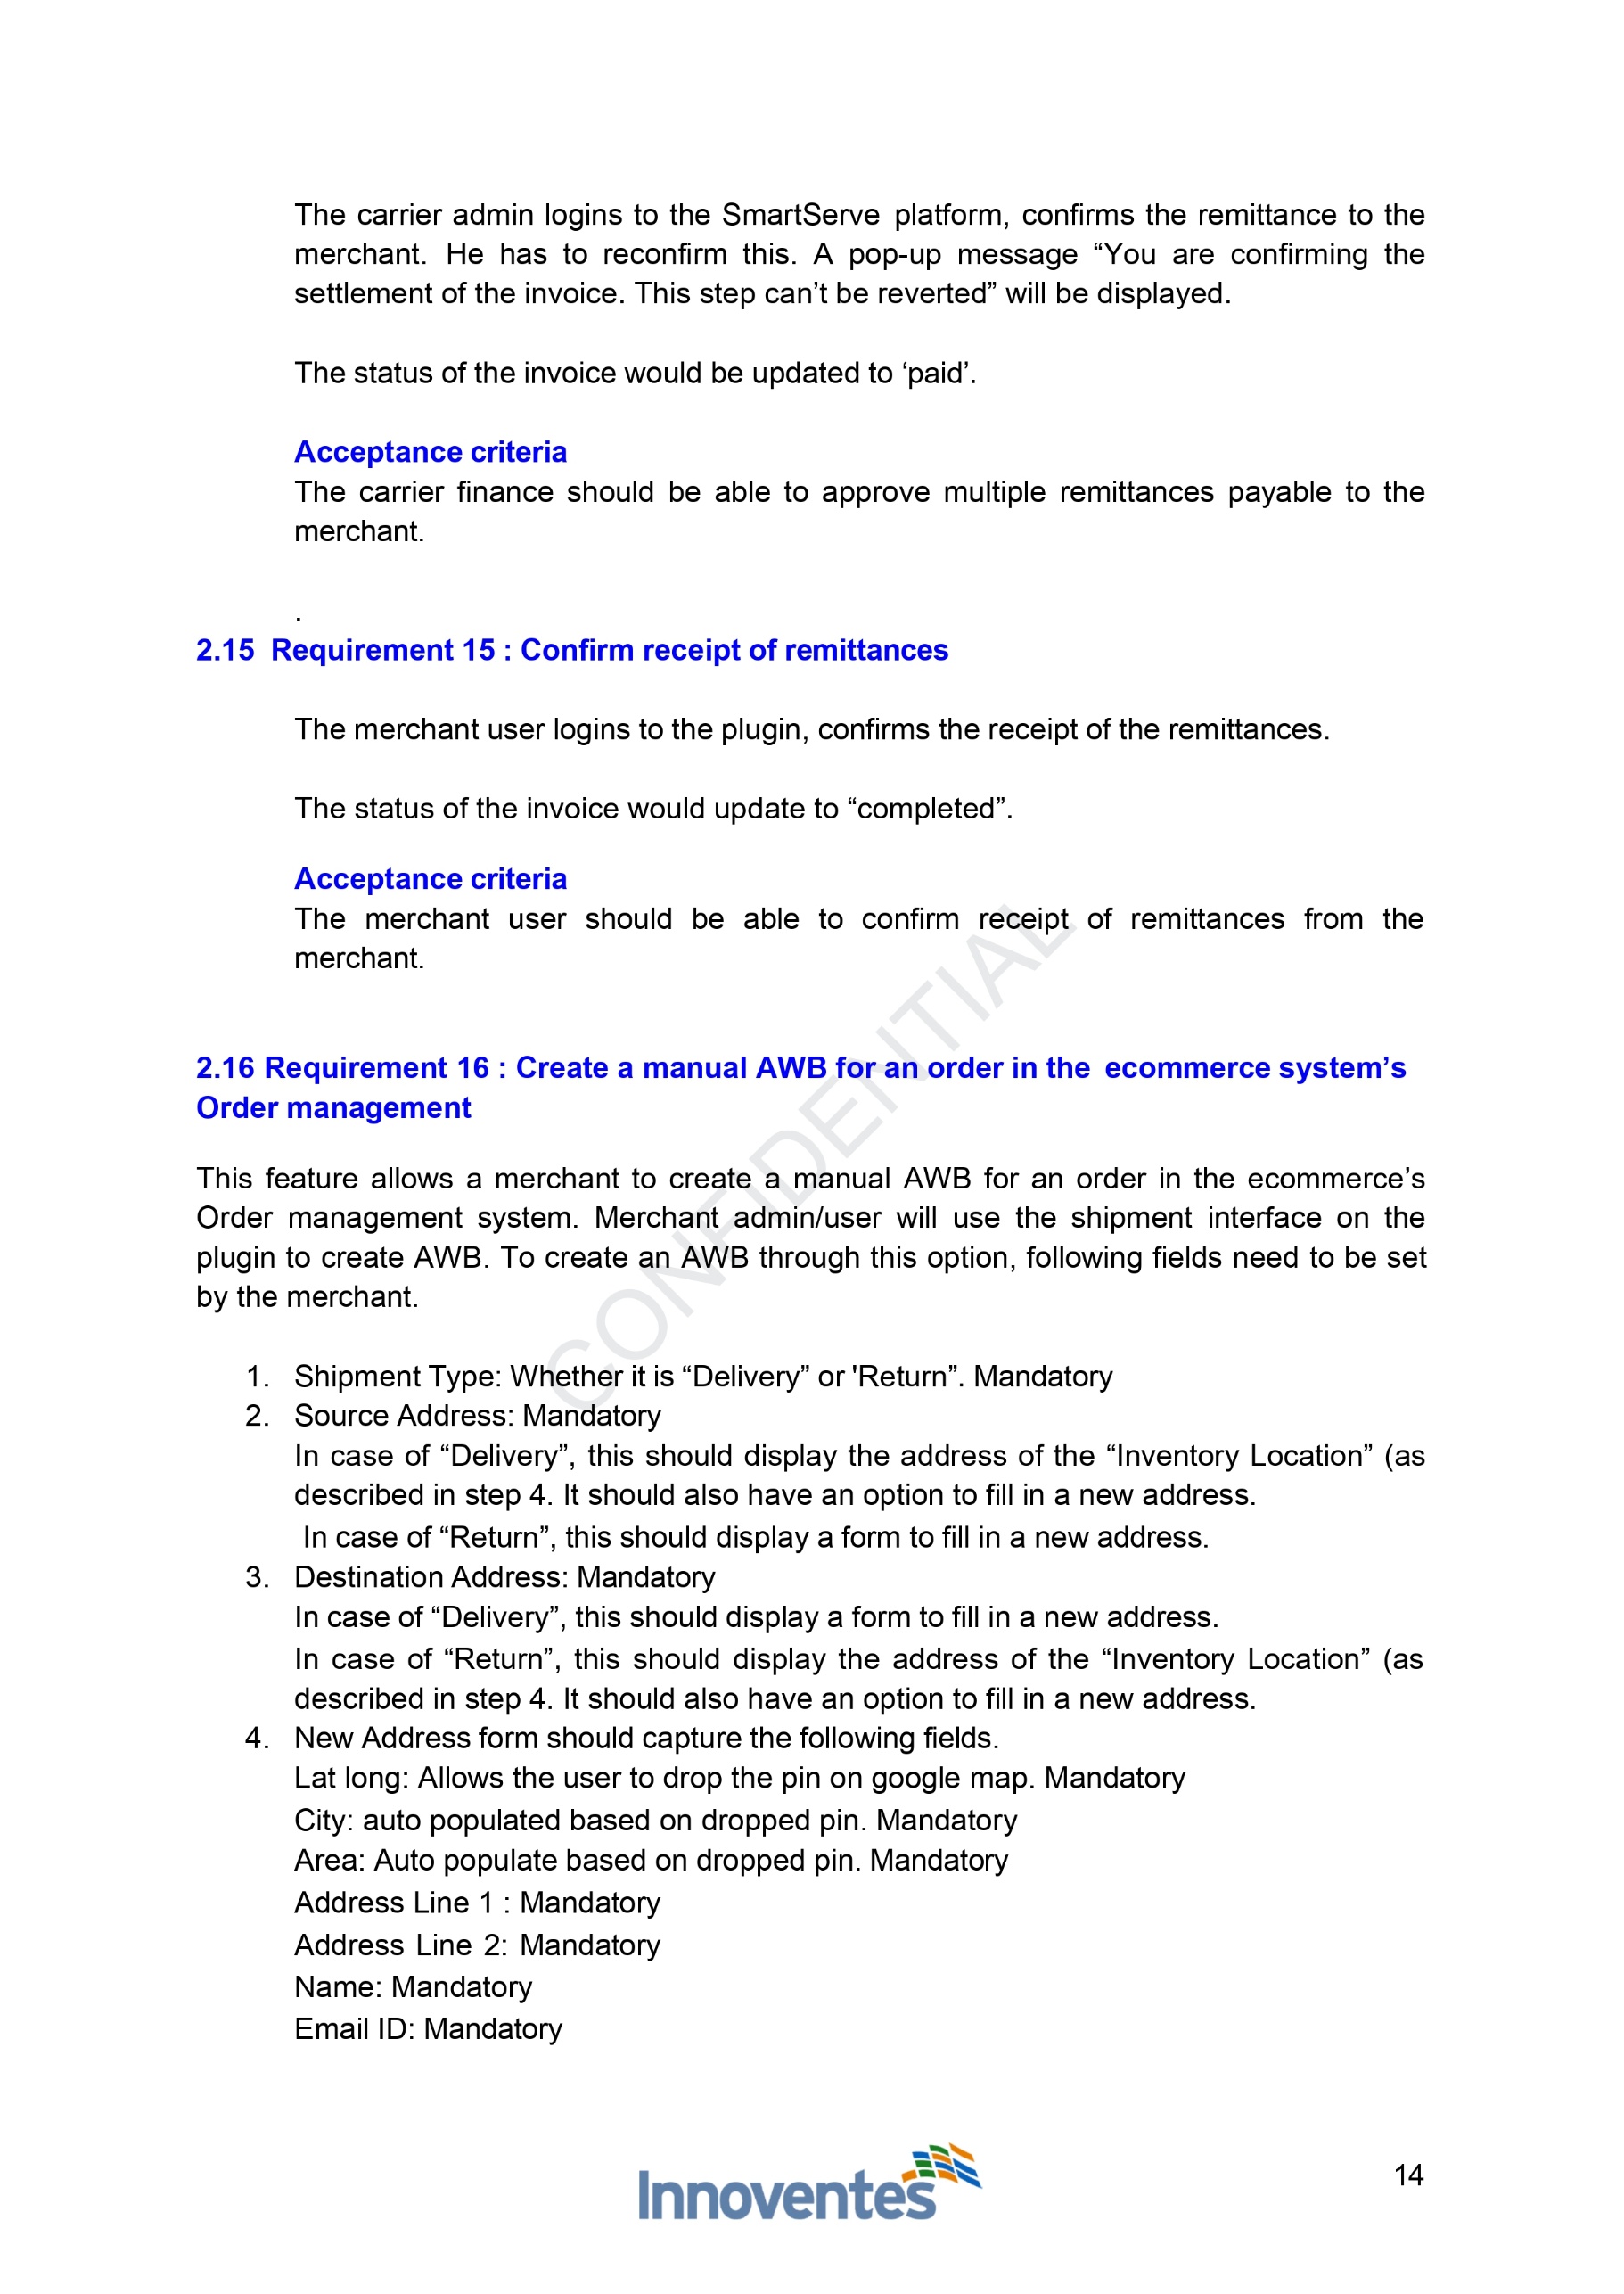 The carrier admin logins to the SmartServe platform, confirms the remittance to the
merchant. He has to reconfirm this. A pop-up message “You are confirming the
settlement of the invoice. This step can’t be reverted” will be displayed.
The status of the invoice would be updated to ‘paid’.
Acceptance criteria
The carrier finance should be able to approve multiple remittances payable to the
merchant.
.
2.15 Requirement 15 : Confirm receipt of remittances
The merchant user logins to the plugin, confirms the receipt of the remittances.
The status of the invoice would update to “completed”.
Acceptance criteria
The merchant user should be able to confirm receipt of remittances from the
merchant.
CONFIDENTIAL
2.16 Requirement 16 : Create a manual AWB for an order in the ecommerce system’s
Order management
This feature allows a merchant to create a manual AWB for an order in the ecommerce’s
Order management system. Merchant admin/user will use the shipment interface on the
plugin to create AWB. To create an AWB through this option, following fields need to be set
by the merchant.
1. Shipment Type: Whether it is “Delivery” or 'Return”. Mandatory
2. Source Address: Mandatory
In case of “Delivery”, this should display the address of the “Inventory Location” (as
described in step 4. It should also have an option to fill in a new address.
In case of “Return”, this should display a form to fill in a new address.
3. Destination Address: Mandatory
In case of “Delivery”, this should display a form to fill in a new address.
In case of “Return”, this should display the address of the “Inventory Location” (as
described in step 4. It should also have an option to fill in a new address.
4. New Address form should capture the following fields.
Lat long: Allows the user to drop the pin on google map. Mandatory
City: auto populated based on dropped pin. Mandatory
Area: Auto populate based on dropped pin. Mandatory
Address Line 1 : Mandatory
Address Line 2: Mandatory
Name: Mandatory
Email ID: Mandatory
Innoventes
14